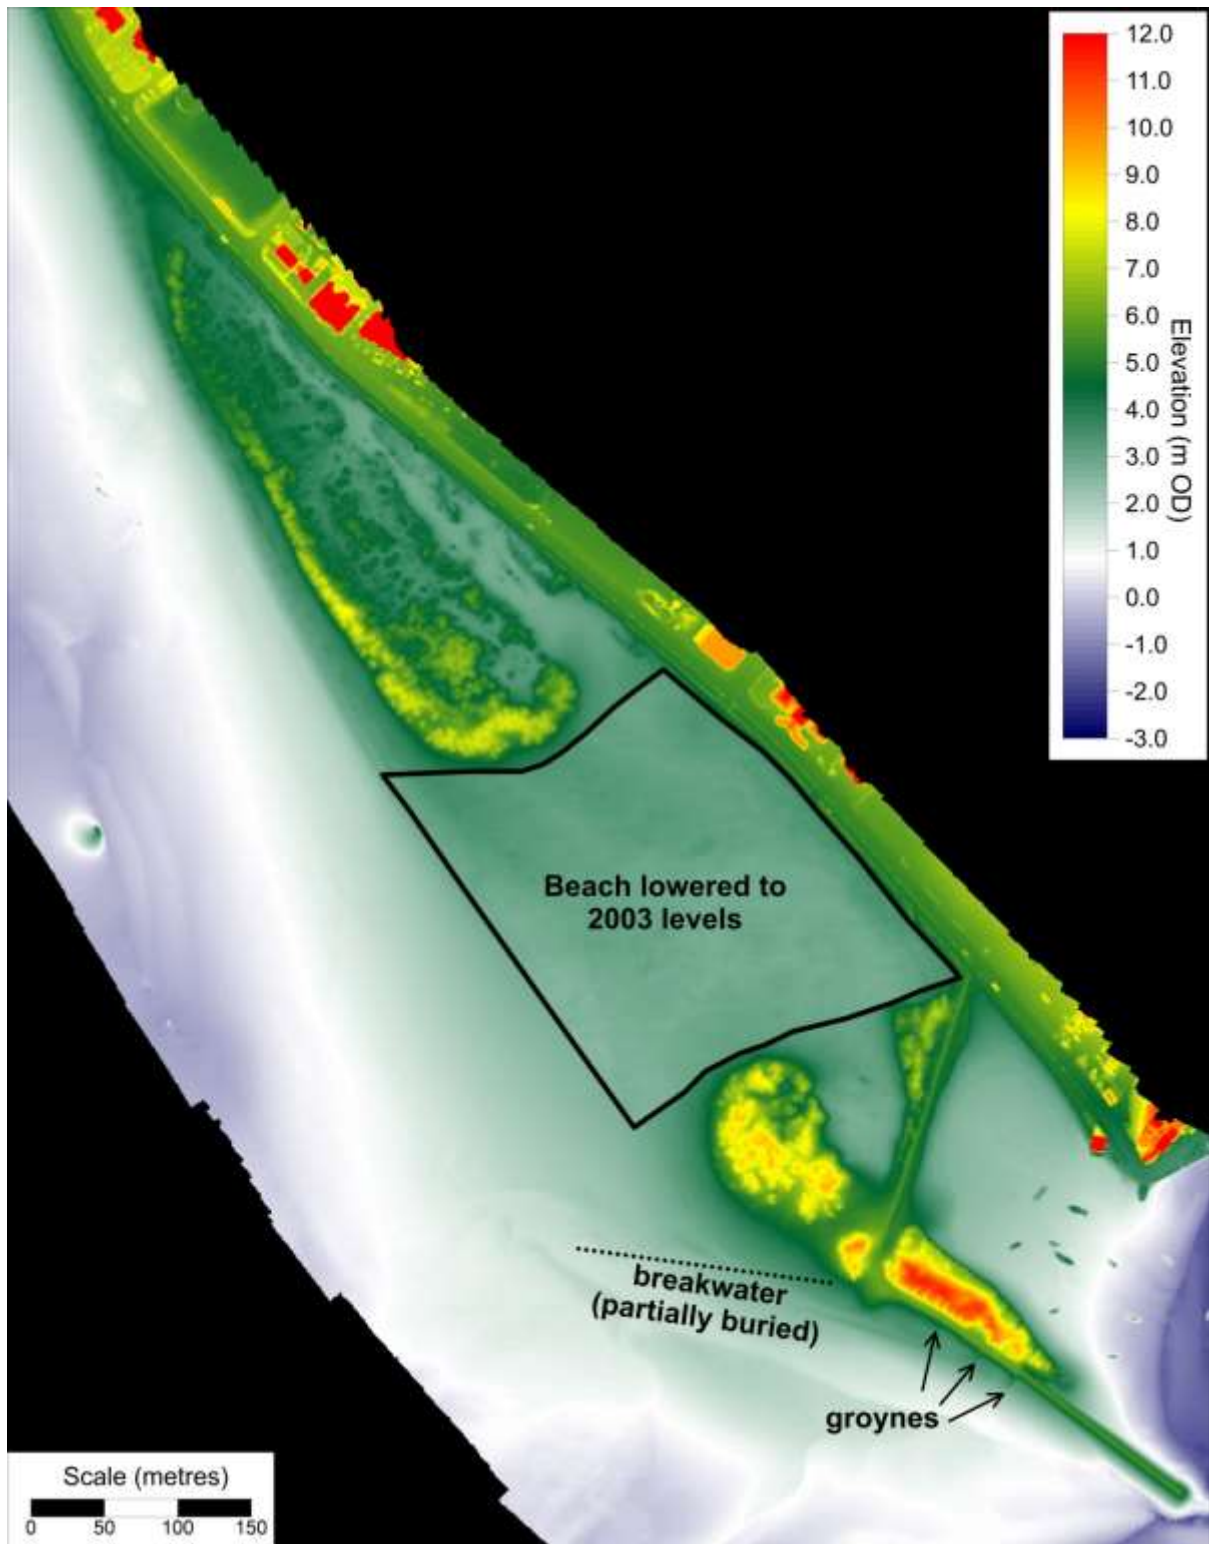 12.0
11.0
10.0
9.0
8.0
7.0
6.0
5.0
4.0
3.0
2.0
1.0
0.0
-1.0
-2.0
-3.0
Elevation (m OD)
Beach lowered to
2003 levels
breakwater
(partially buried)
groynes
Scale (metres)
0 50 100 150